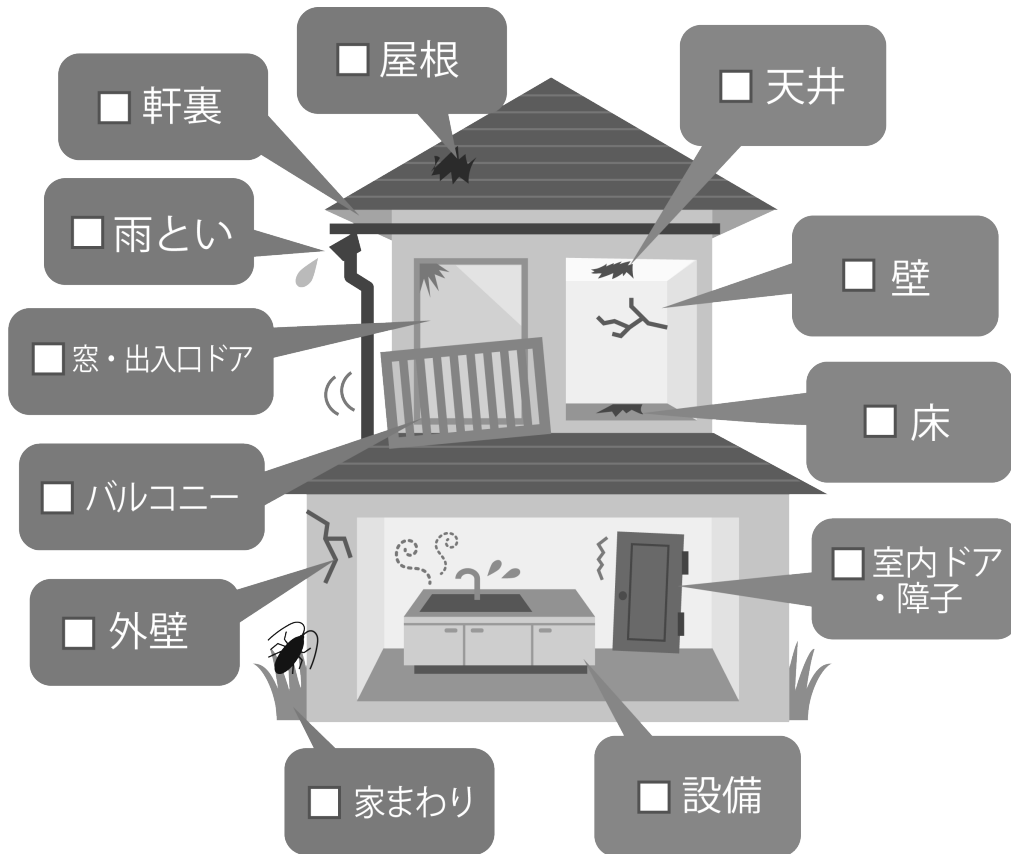 屋根
天井
軒裏
雨とい
壁
窓・出入口ドア
床
バルコニー
室内ドア
・障子
外壁
家まわり
設備